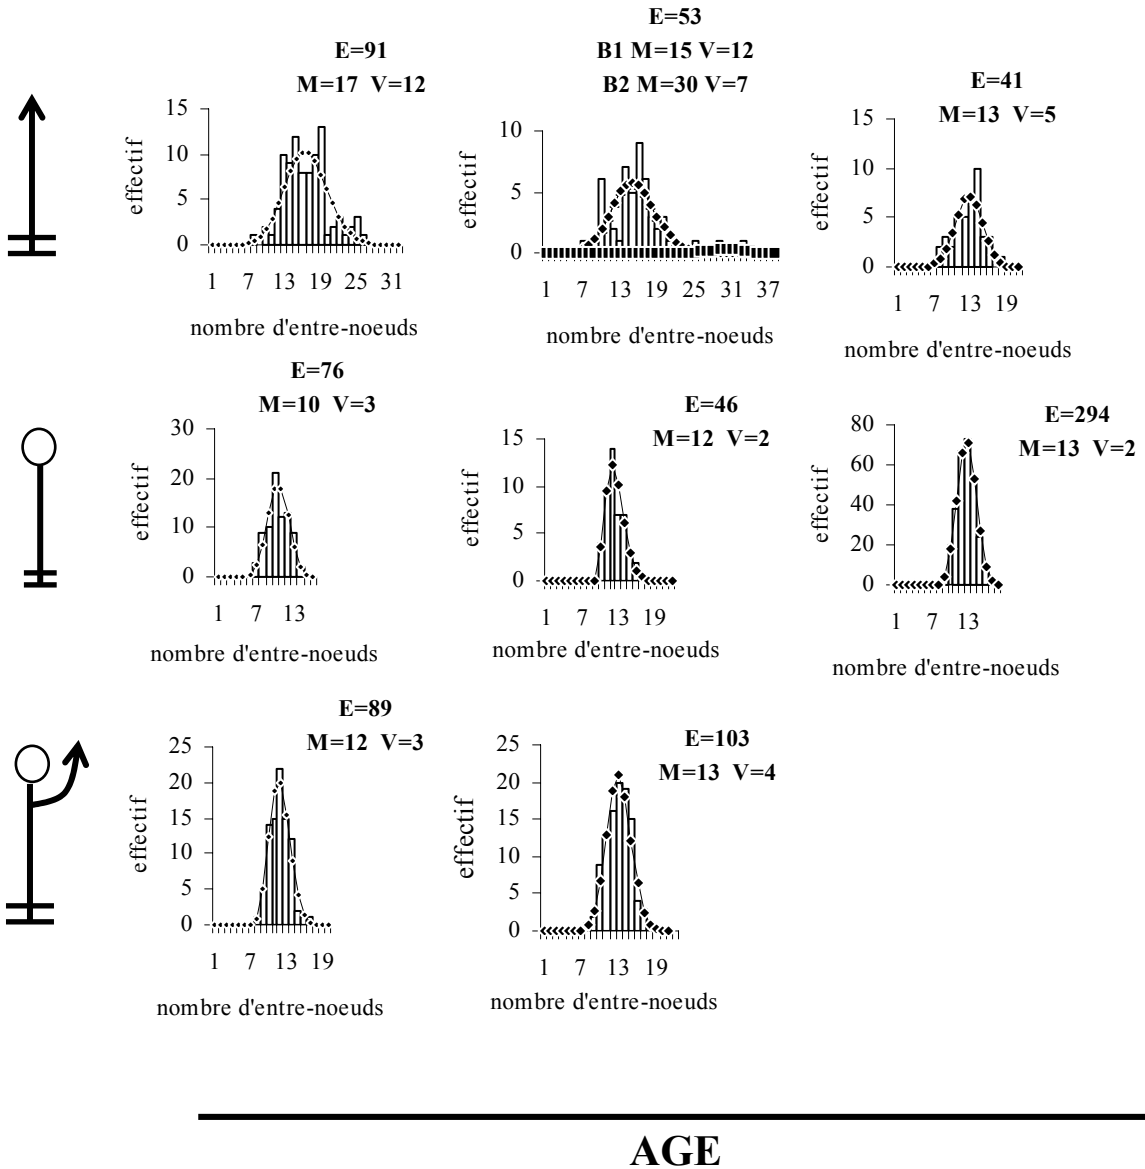 E=91
M=17 V=12
15
10
5
0
effectif
1 7 13 19 25 31
nombre d'entre-noeuds
E=53
B1 M=15 V=12
B2 M=30 V=7
10
5
0
effectif
1 7 13 19 25 31 37
nombre d'entre-noeuds
E=41
M=13 V=5
15
10
5
0
effectif
1 7 13 19
nombre d'entre-noeuds
E=76
M=10 V=3
30
20
10
0
effectif
1 7 13
nombre d'entre-noeuds
E=46
M=12 V=2
15
10
5
0
effectif
1 7 13 19
nombre d'entre-noeuds
E=294
M=13 V=2
80
60
40
20
0
effectif
1 7 13
nombre d'entre-noeuds
E=89
M=12 V=3
25
20
15
10
5
0
effectif
1 7 13 19
nombre d'entre-noeuds
E=103
M=13 V=4
25
20
15
10
5
0
effectif
1 7 13 19
nombre d'entre-noeuds
AGE